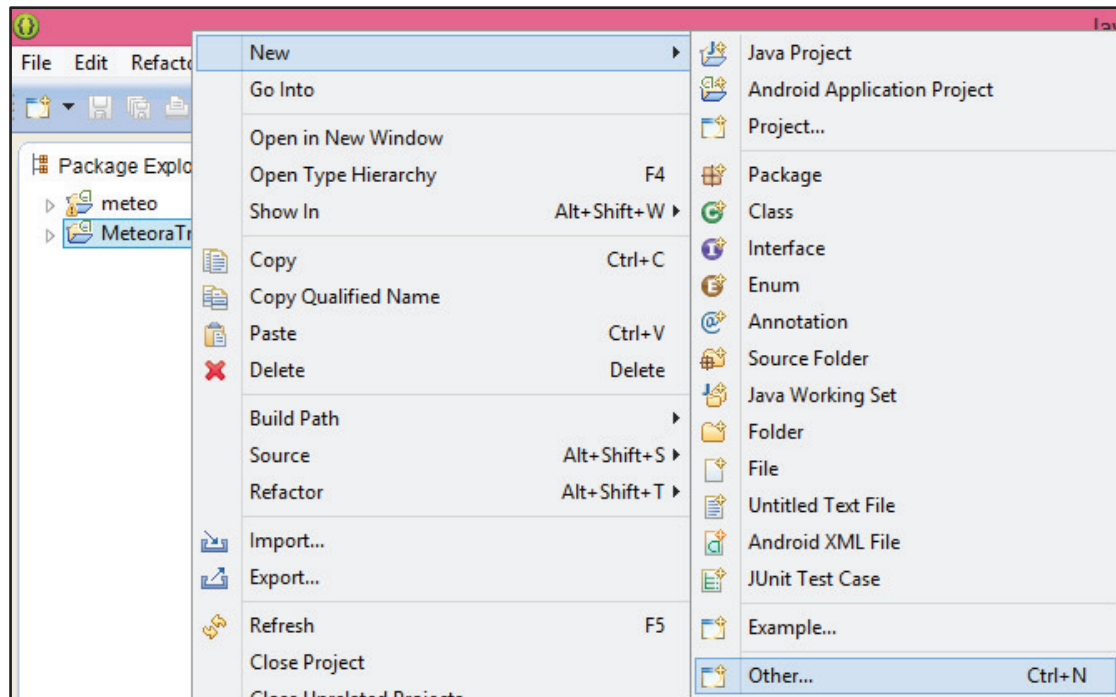 File Edit
Package
meteo
New
Go Into
Open in New Window
Open Type Hierarchy F4
Show In Alt+Shift+W
Copy Ctrl+C
Copy Qualified Name
Paste Ctrl+V
Delete Delete
Build Path
Source Alt+Shift+S
Refactor Alt+Shift+T
Import...
Export...
Refresh F5
Close Project
Close Unrelated Projects
Java Project
Android Application Project
Project...
Package
Class
Interface
Enum
Annotation
Source Folder
Java Working Set
Folder
File
Untitled Text File
Android XML File
JUnit Test Case
Example...
Other... Ctrl+N